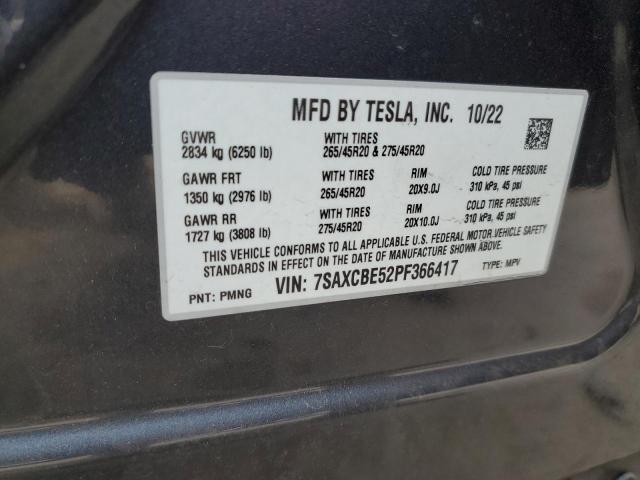 MFD BY TESLA, INC. 10/22
GVWR WITH TIRES
2834 kg (6250 lb) 265/45R20 & 275/45R20
GAWR FRT WITH TIRES RIM COLD TIRE PRESSURE
1350 kg (2976 lb) 265/45R20 20X9.0J 310 kPa, 45 psi
GAWR RR WITH TIRES RIM COLD TIRE PRESSURE
1727 kg (3808 lb) 275/45R20 20X10.0J 310 kPa, 45 psi
THIS VEHICLE CONFORMS TO ALL APPLICABLE U.S. FEDERAL MOTOR VEHICLE SAFETY
STANDARDS IN EFFECT ON THE DATE OF MANUFACTURE SHOWN ABOVE.
PNT: PMNG VIN: 7SAXCBE52PF366417 TYPE: MPV